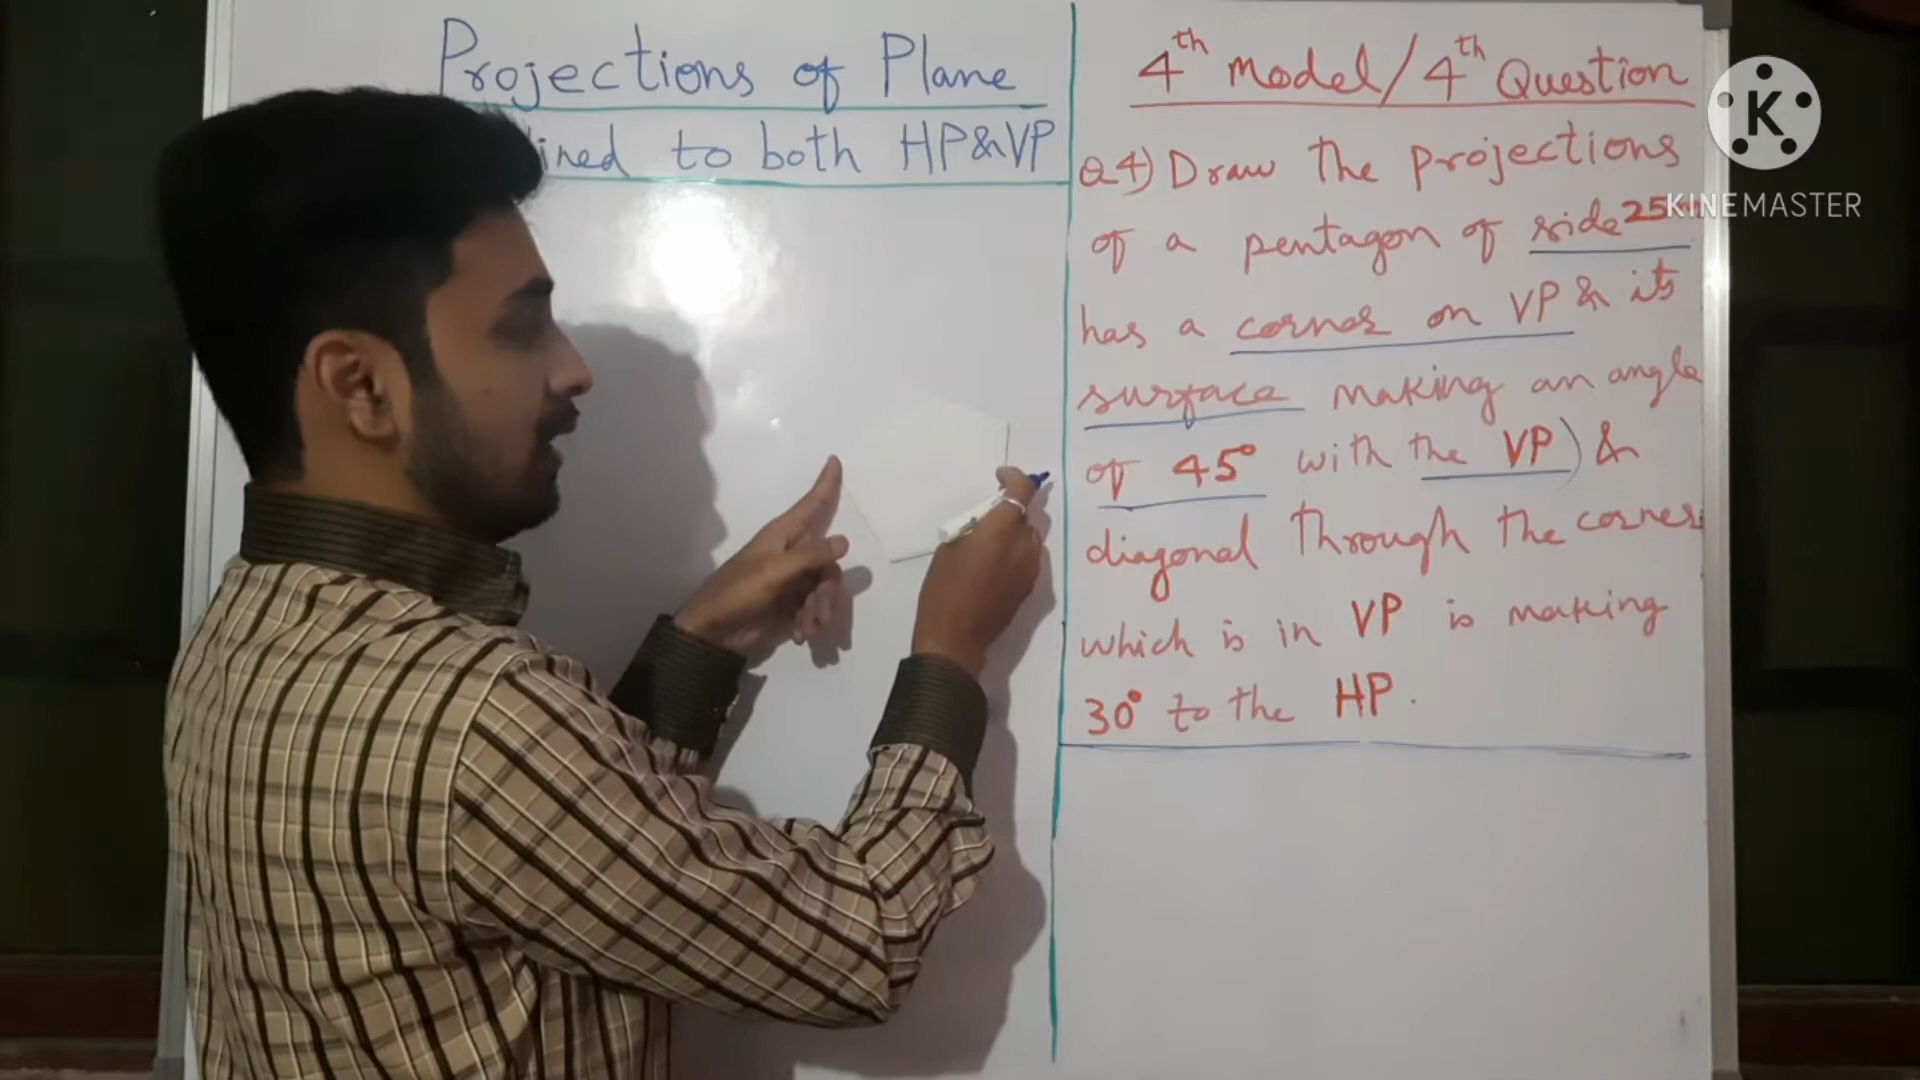 Projections of Plane
ined to both HP&VP
4th Model/4th Question
Q4) Draw the projections
of a pentagon of side 25
has a corner on VP & its
surface making an angle
of 45° with the VP) &
diagonal through the corner
which is in VP is making
30° to the HP.
K
KINEMASTER